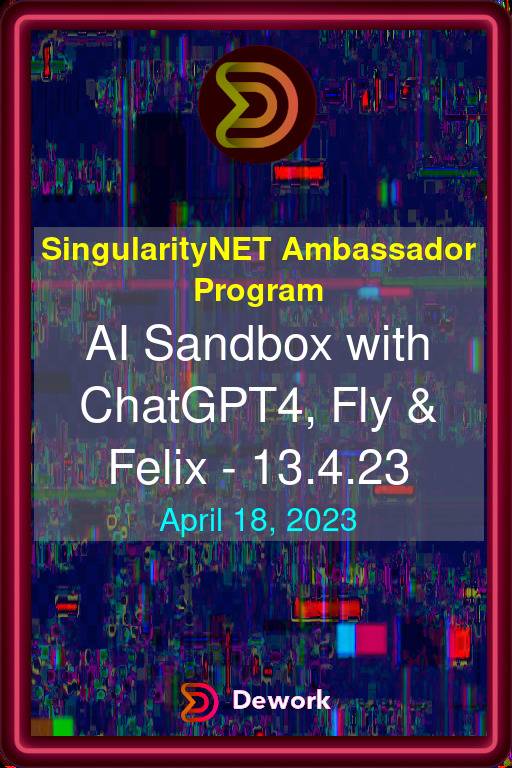 SingularityNET Ambassador
Program
AI Sandbox with
ChatGPT4, Fly &
Felix - 13.4.23
April 18, 2023
Dework